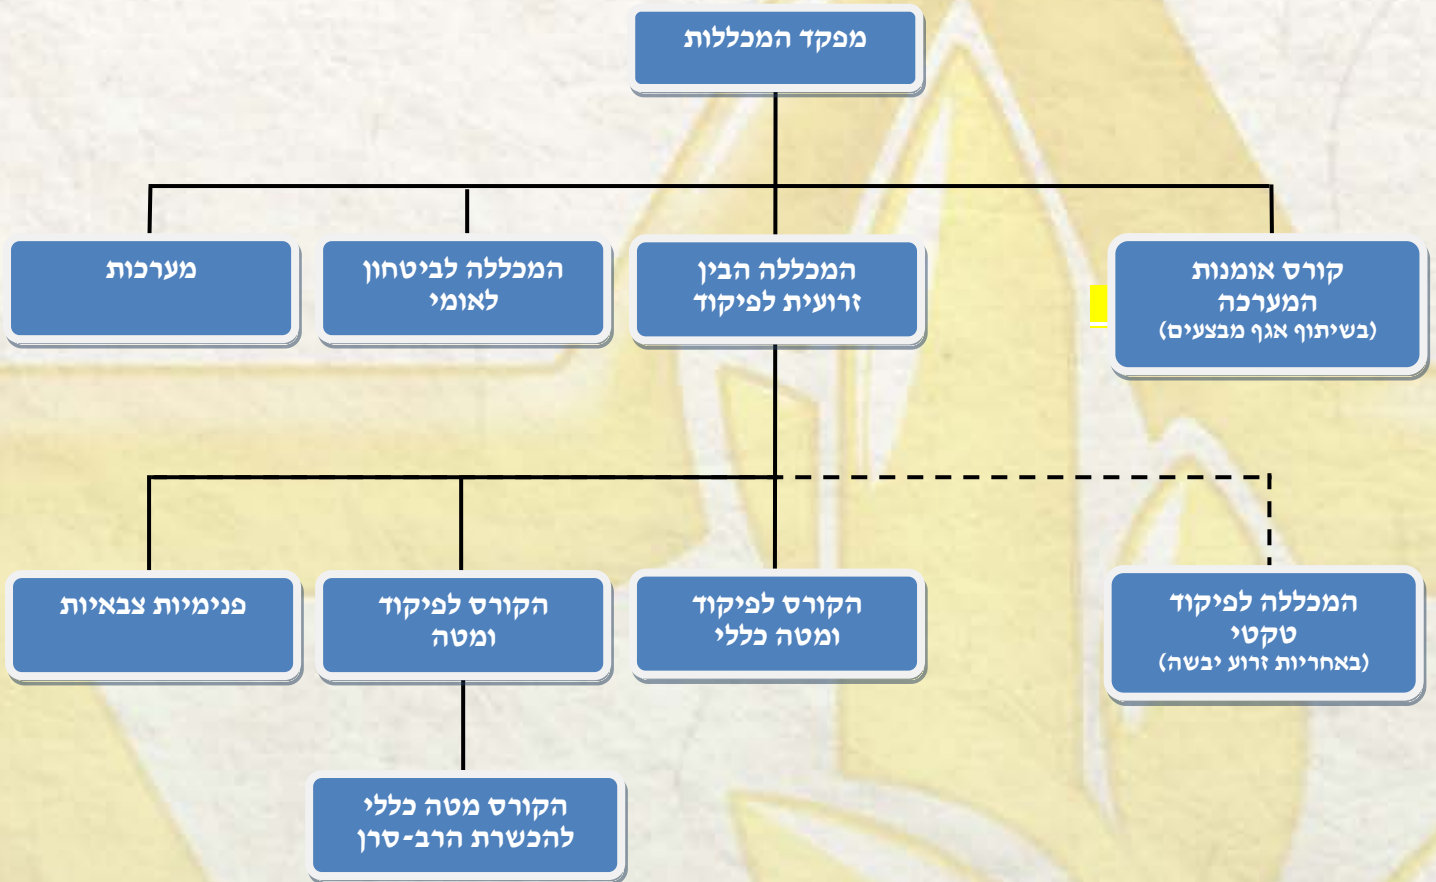 מפקד המכללות
קורס אומנות
המערכה
(בשיתוף אגף מבצעים)
המכללה הבין
זרועית לפיקוד
המכללה לביטחון
לאומי
מערכות
המכללה לפיקוד
טקטי
(באחריות זרוע יבשה)
הקורס לפיקוד
ומטה כללי
הקורס לפיקוד
ומטה
פנימיות צבאיות
הקורס מטה כללי
להכשרת הרב-סרן